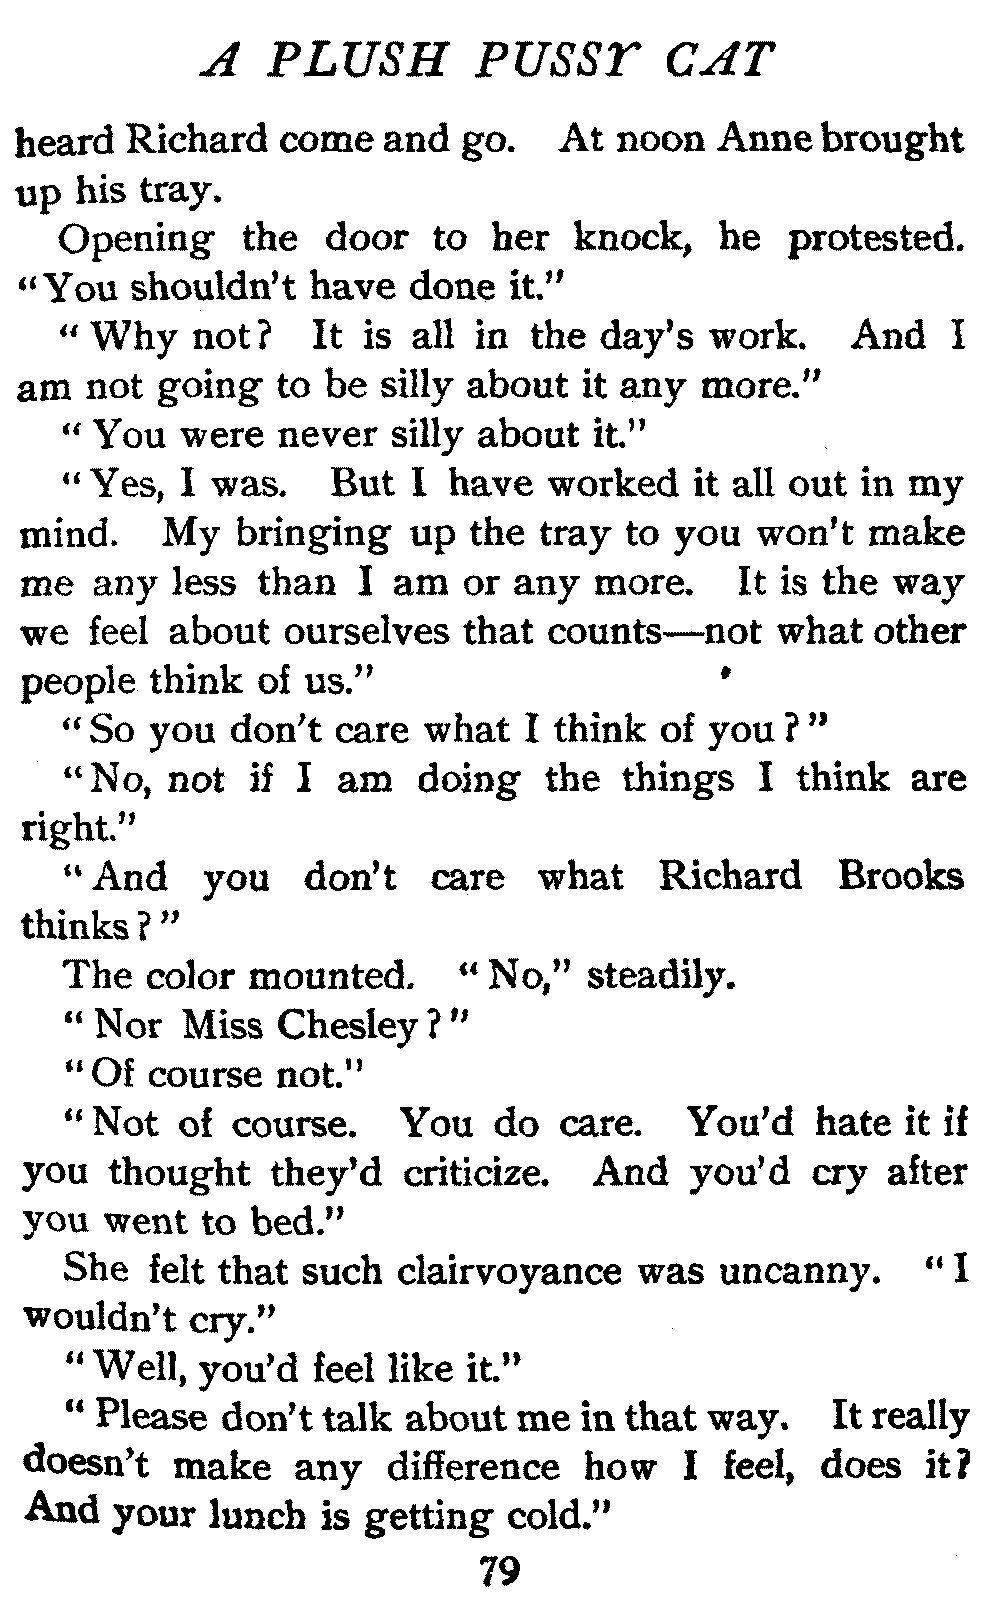 A PLUSH PUSSY CAT
heard Richard come and go. At noon Anne brought
up his tray.
Opening the door to her knock, he protested.
"You shouldn't have done it."
"Why not? It is all in the day's work. And I
am not going to be silly about it any more."
"You were never silly about it."
"Yes, I was. But I have worked it all out in my
mind. My bringing up the tray to you won't make
me any less than I am or any more. It is the way
we feel about ourselves that counts—not what other
people think of us."
"So you don't care what I think of you?"
"No, not if I am doing the things I think are
right."
"And you don't care what Richard Brooks
thinks?"
The color mounted. "No," steadily.
"Nor Miss Chesley?"
"Of course not."
"Not of course. You do care. You'd hate it if
you thought they'd criticize. And you'd cry after
you went to bed."
She felt that such clairvoyance was uncanny. "I
wouldn't cry."
"Well, you'd feel like it."
"Please don't talk about me in that way. It really
doesn't make any difference how I feel, does it?
And your lunch is getting cold."
79